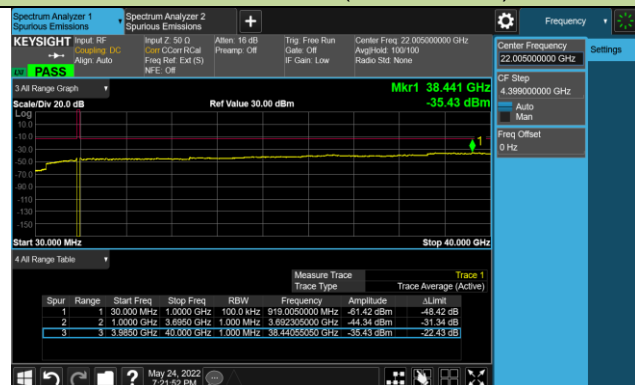 Spectrum Analyzer 1
Spurious Emissions
Spectrum Analyzer 2
Spurious Emissions
+
Frequency
KEYSIGHT
Input: RF
Coupling: DC
Align: Auto
Input Z: 50 Ω
Corr CCorr RCal
Freq Ref: Ext (S)
NFE: Off
Atten: 16 dB
Preamp: Off
Trig: Free Run
Gate: Off
IF Gain: Low
Center Freq: 22.005000000 GHz
Avg|Hold: 100/100
Radio Std: None
PASS
Center Frequency
22.005000000 GHz
Settings
CF Step
4.399000000 GHz
Auto
Man
Freq Offset
0 Hz
3 All Range Graph
Mkr1 38.441 GHz
-35.43 dBm
Scale/Div 20.0 dB
Ref Value 30.00 dBm
Log
10.0
-10.0
-30.0
-50.0
-70.0
-90.0
-110
-130
-150
1
Start 30.000 MHz
Stop 40.000 GHz
4 All Range Table
Measure Trace Trace 1
Trace Type Trace Average (Active)
Spur Range Start Freq Stop Freq RBW Frequency Amplitude ΔLimit
1 1 30.000 MHz 1.0000 GHz 100.0 kHz 919.0050000 MHz -61.42 dBm -48.42 dB
2 2 1.0000 GHz 3.6950 GHz 1.000 MHz 3.692305000 GHz -44.34 dBm -31.34 dB
3 3 3.9850 GHz 40.000 GHz 1.000 MHz 38.44055050 GHz -35.43 dBm -22.43 dB
?
May 24, 2022
7:21:52 PM